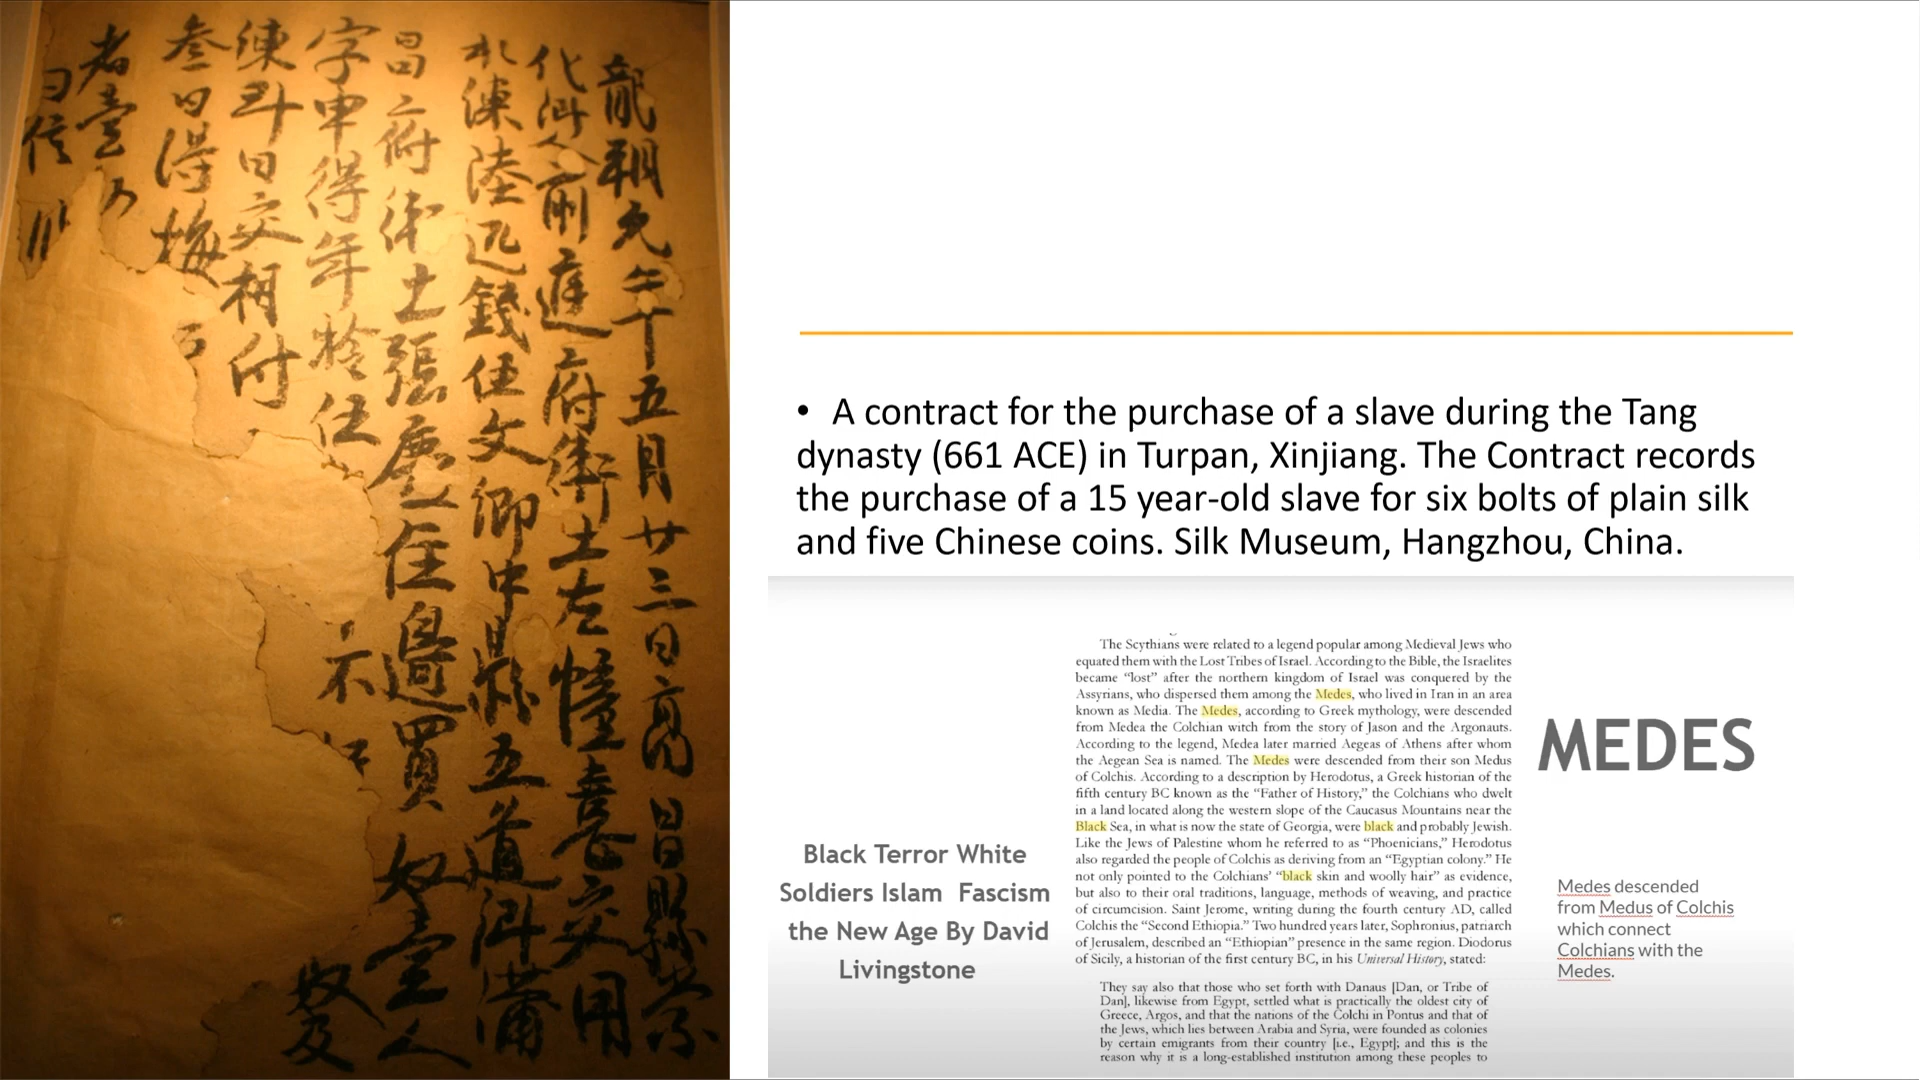 龍朔元年五月廿三日高昌縣崇
化鄉人前庭府衛士左憧憙交用
水練陸疋錢伍文柳中縣五道鄉蒲
昌府衛士張慶住邊買奴壹人
字申得年拾伍 不 奴及
練即日交相付
叁日得悔
者壹
• A contract for the purchase of a slave during the Tang
dynasty (661 ACE) in Turpan, Xinjiang. The Contract records
the purchase of a 15 year-old slave for six bolts of plain silk
and five Chinese coins. Silk Museum, Hangzhou, China.
Black Terror White
Soldiers Islam Fascism
the New Age By David
Livingstone
The Scythians were related to a legend popular among Medieval Jews who
equated them with the Lost Tribes of Israel. According to the Bible, the Israelites
became “lost” after the northern kingdom of Israel was conquered by the
Assyrians, who dispersed them among the Medes, who lived in Iran in an area
known as Media. The Medes, according to Greek mythology, were descended
from Medea the Colchian witch from the story of Jason and the Argonauts.
According to the legend, Medea later married Aegeas of Athens after whom
the Aegean Sea is named. The Medes were descended from their son Medus
of Colchis. According to a description by Herodotus, a Greek historian of the
fifth century BC known as the “Father of History,” the Colchians who dwelt
in a land located along the western slope of the Caucasus Mountains near the
Black Sea, in what is now the state of Georgia, were black and probably Jewish.
Like the Jews of Palestine whom he referred to as “Phoenicians,” Herodotus
also regarded the people of Colchis as deriving from an “Egyptian colony.” He
not only pointed to the Colchians’ “black skin and woolly hair” as evidence,
but also to their oral traditions, language, methods of weaving, and practice
of circumcision. Saint Jerome, writing during the fourth century AD, called
Colchis the “Second Ethiopia.” Two hundred years later, Sophronius, patriarch
of Jerusalem, described an “Ethiopian” presence in the same region. Diodorus
of Sicily, a historian of the first century BC, in his Universal History, stated:
They say also that those who set forth with Danaus [Dan, or Tribe of
Dan], likewise from Egypt, settled what is practically the oldest city of
Greece, Argos, and that the nations of the Colchi in Pontus and that of
the Jews, which lies between Arabia and Syria, were founded as colonies
by certain emigrants from their country [i.e., Egypt]; and this is the
reason why it is a long-established institution among these peoples to
MEDES
Medes descended
from Medus of Colchis
which connect
Colchians with the
Medes.